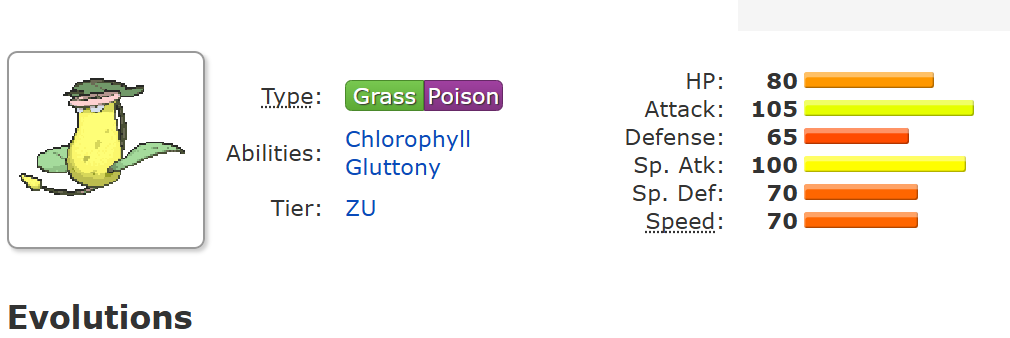 Type: Grass Poison
Abilities: Chlorophyll
Gluttony
Tier: ZU
HP: 80
Attack: 105
Defense: 65
Sp. Atk: 100
Sp. Def: 70
Speed: 70
Evolutions